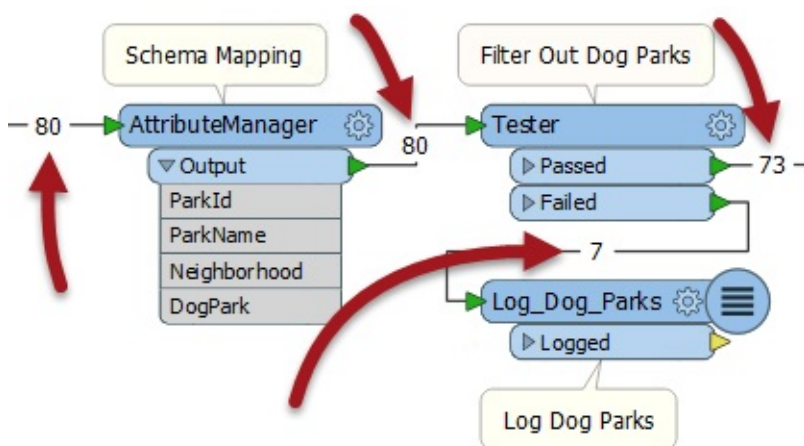 Schema Mapping
Filter Out Dog Parks
80
AttributeManager
80
Tester
Output
Passed
73
ParkId
Failed
ParkName
Neighborhood
7
DogPark
Log_Dog_Parks
Logged
Log Dog Parks